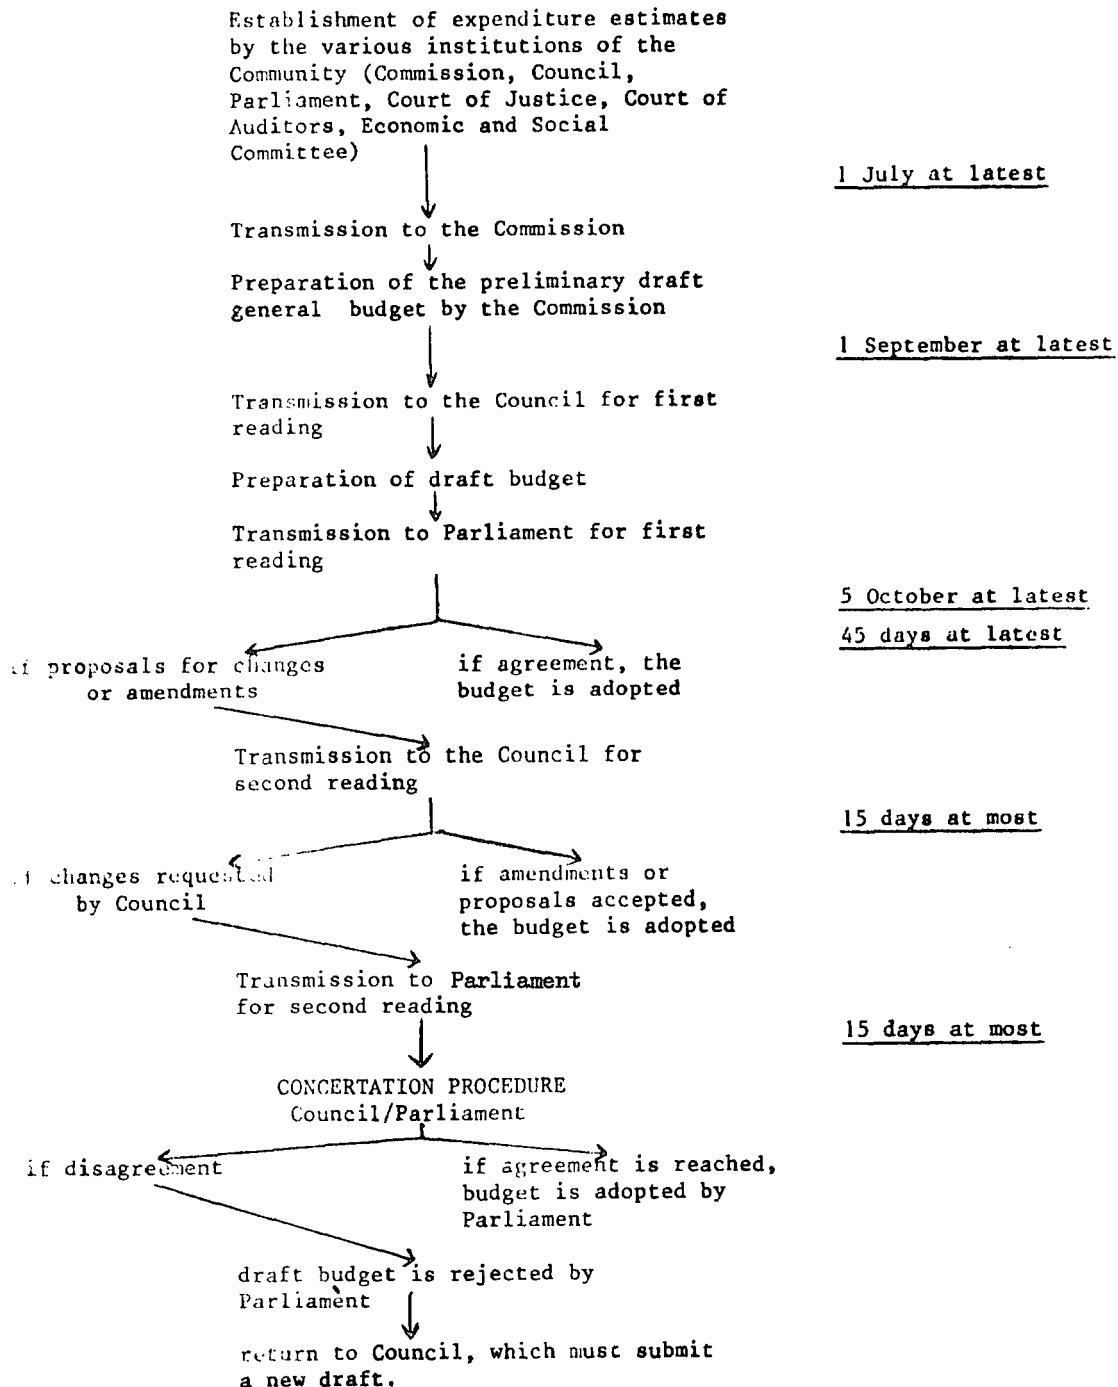 Establishment of expenditure estimates
by the various institutions of the
Community (Commission, Council,
Parliament, Court of Justice, Court of
Auditors, Economic and Social
Committee)
1 July at latest
Transmission to the Commission
Preparation of the preliminary draft
general budget by the Commission
1 September at latest
Transmission to the Council for first
reading
Preparation of draft budget
Transmission to Parliament for first
reading
5 October at latest
45 days at latest
if proposals for changes
or amendments
if agreement, the
budget is adopted
Transmission to the Council for
second reading
15 days at most
if changes requested
by Council
if amendments or
proposals accepted,
the budget is adopted
Transmission to Parliament
for second reading
15 days at most
CONCERTATION PROCEDURE
Council/Parliament
if disagreement
if agreement is reached,
budget is adopted by
Parliament
draft budget is rejected by
Parliament
return to Council, which must submit
a new draft.